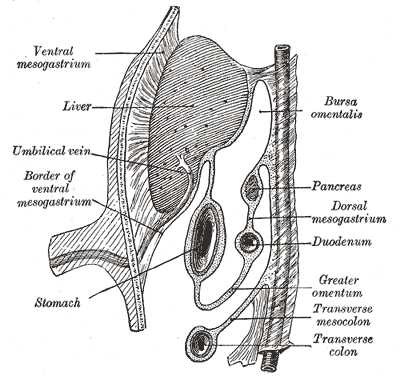 Ventral
mesogastrium
Liver
Umbilical vein
Border of
ventral
mesogastrium
Stomach
Bursa
omentalis
Pancreas
Dorsal
mesogastrium
Duodenum
Greater
omentum
Transverse
mesocolon
Transverse
colon